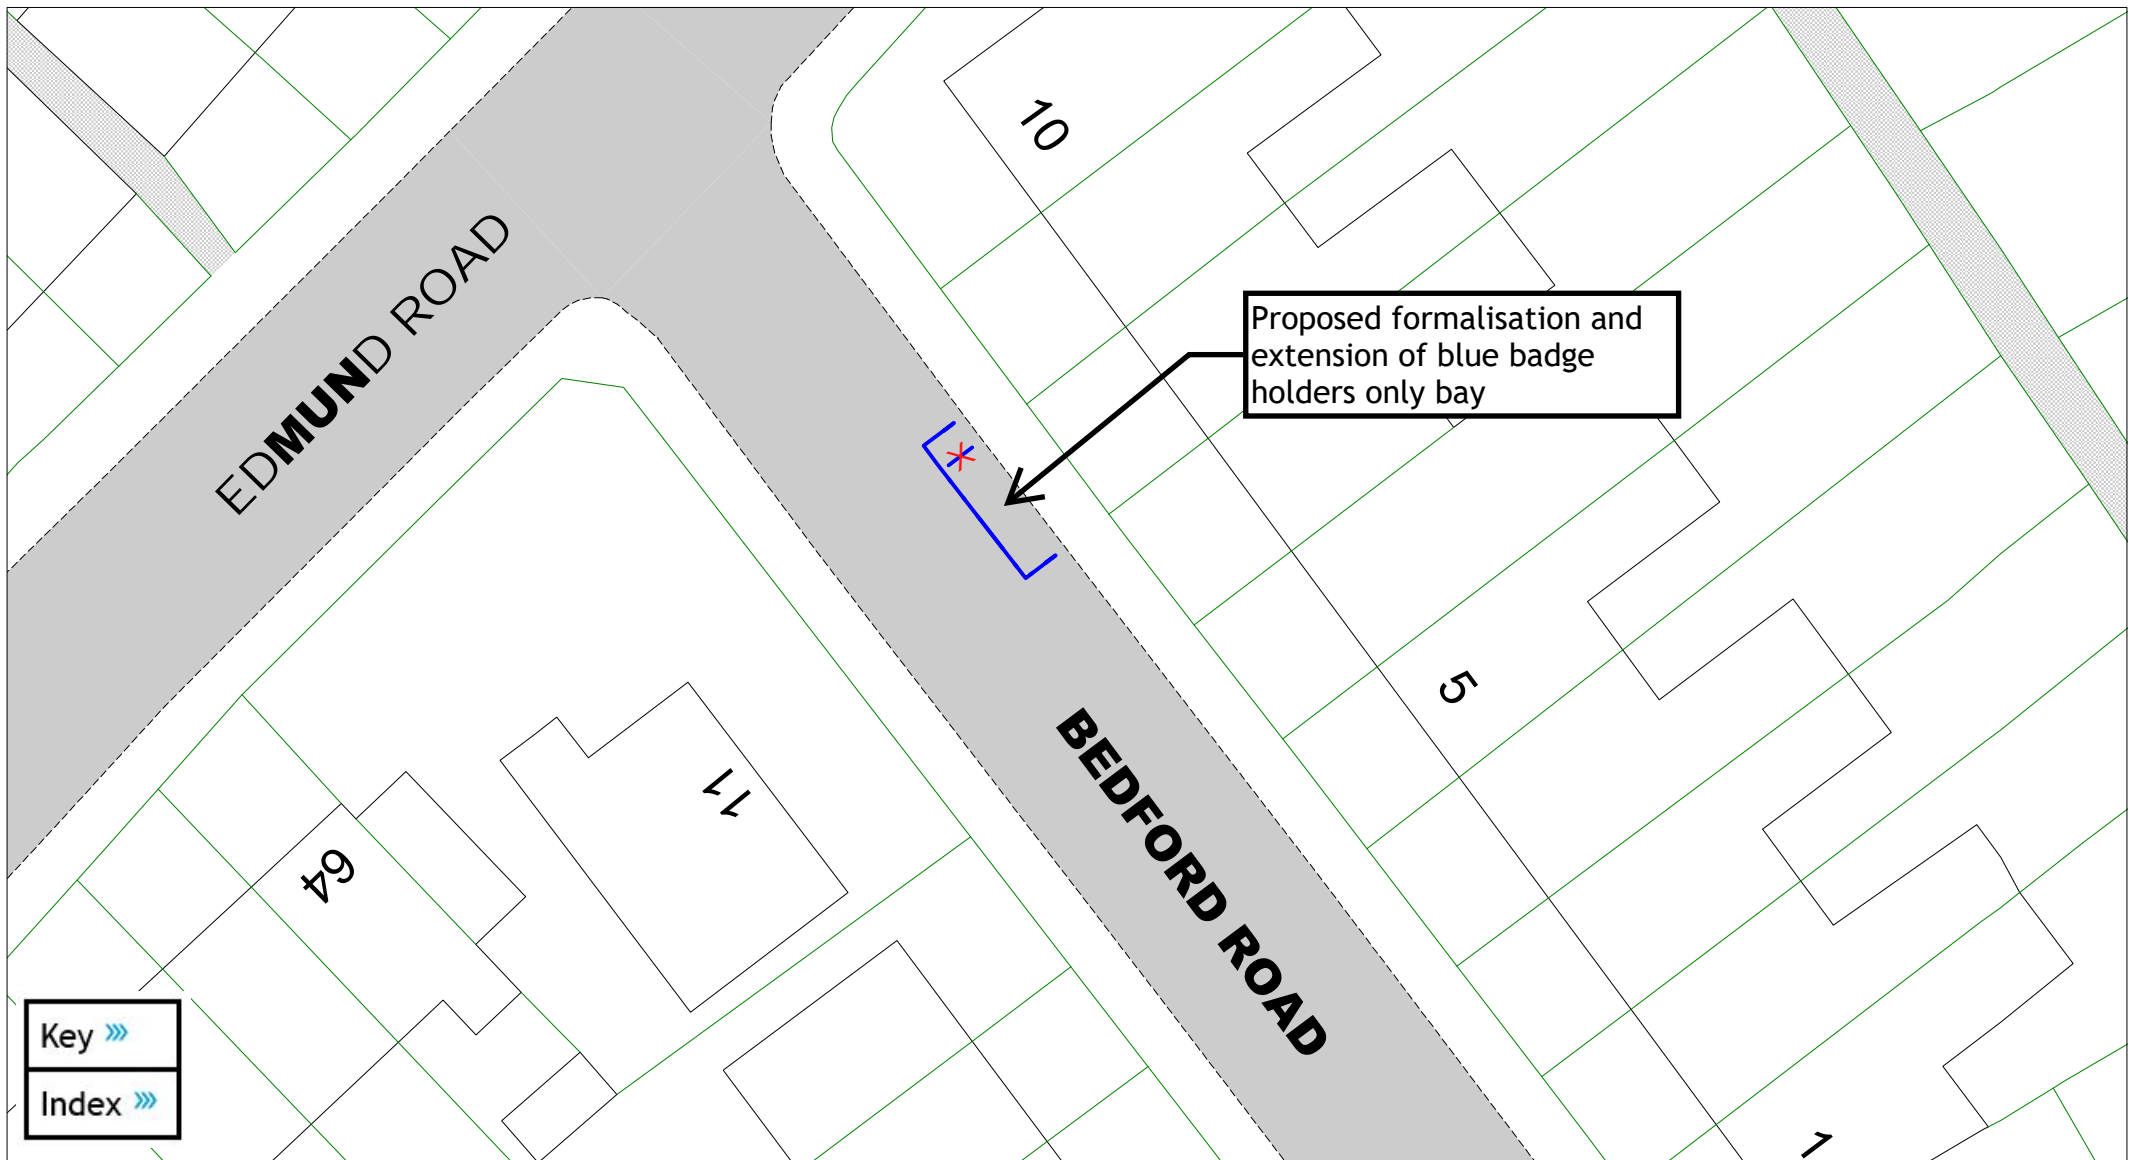 10
EDMUND ROAD
Proposed formalisation and
extension of blue badge
holders only bay
5
11
BEDFORD ROAD
64
Key
Index
1